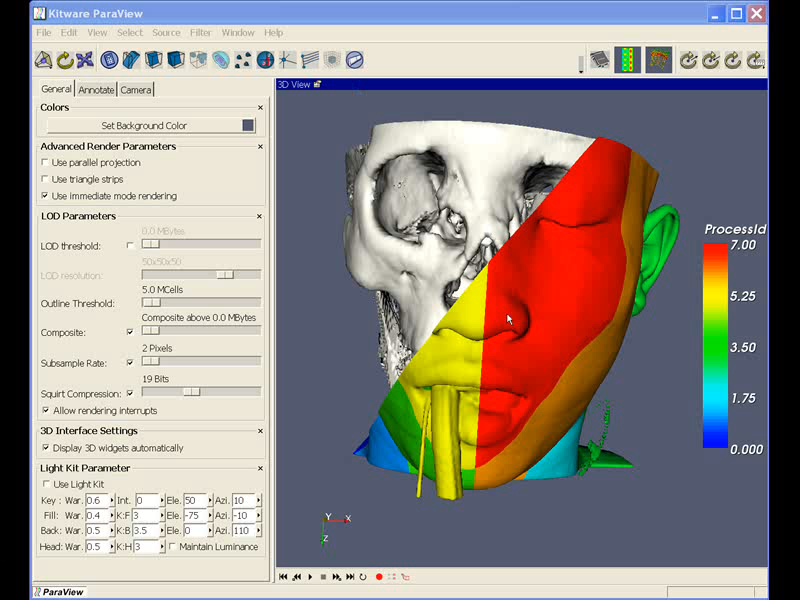 Kitware ParaView
File Edit View Select Source Filter Window Help
General Annotate Camera
3D View
Colors
Set Background Color
Advanced Render Parameters
Use parallel projection
Use triangle strips
Use immediate mode rendering
LOD Parameters
0.0 MBytes
LOD threshold:
50x50x50
LOD resolution:
5.0 MCells
Outline Threshold:
Composite above 0.0 MBytes
Composite:
2 Pixels
Subsample Rate:
19 Bits
Squirt Compression:
Allow rendering interrupts
3D Interface Settings
Display 3D widgets automatically
Light Kit Parameter
Use Light Kit
Key : War. 0.6 Int. 0 Ele. 50 Azi. 10
Fill: War. 0.4 K:F 3 Ele. -75 Azi. -10
Back: War. 0.5 K:B 3.5 Ele. 0 Azi. 110
Head: War. 0.5 K:H 3 Maintain Luminance
ProcessId
7.00
5.25
3.50
1.75
0.000
Y
X
Z
ParaView